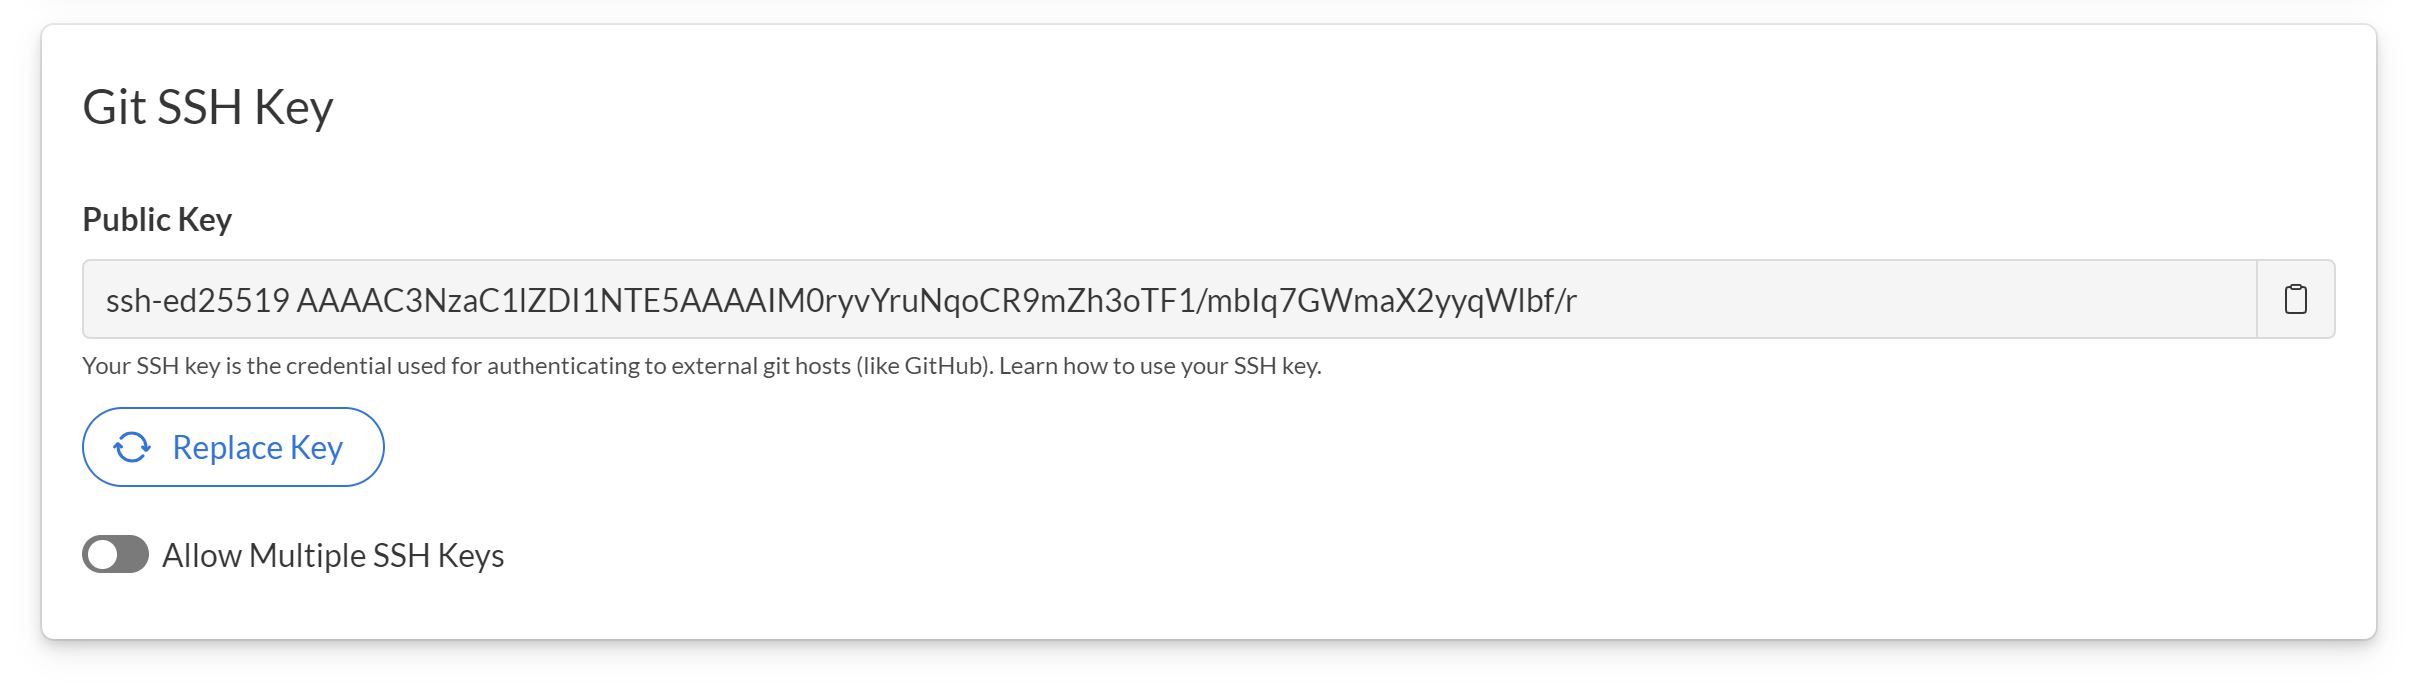 Git SSH Key
Public Key
ssh-ed25519 AAAAC3NzaC1lZDI1NTE5AAAAIM0ryvYruNqoCR9mZh3oTF1/mbIq7GWmaX2yyqWlbf/r
Your SSH key is the credential used for authenticating to external git hosts (like GitHub). Learn how to use your SSH key.
Replace Key
Allow Multiple SSH Keys